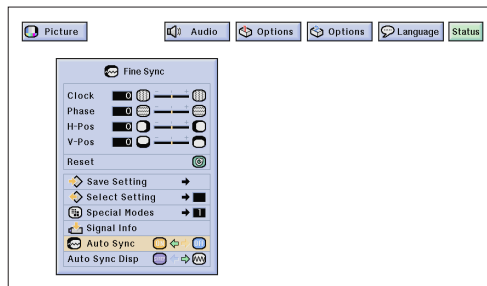 Picture
Audio
Options
Options
Language
Status
Fine Sync
Clock 0
Phase 0
H-Pos 0
V-Pos 0
Reset
Save Setting
Select Setting
Special Modes 1
Signal Info
Auto Sync
Auto Sync Disp